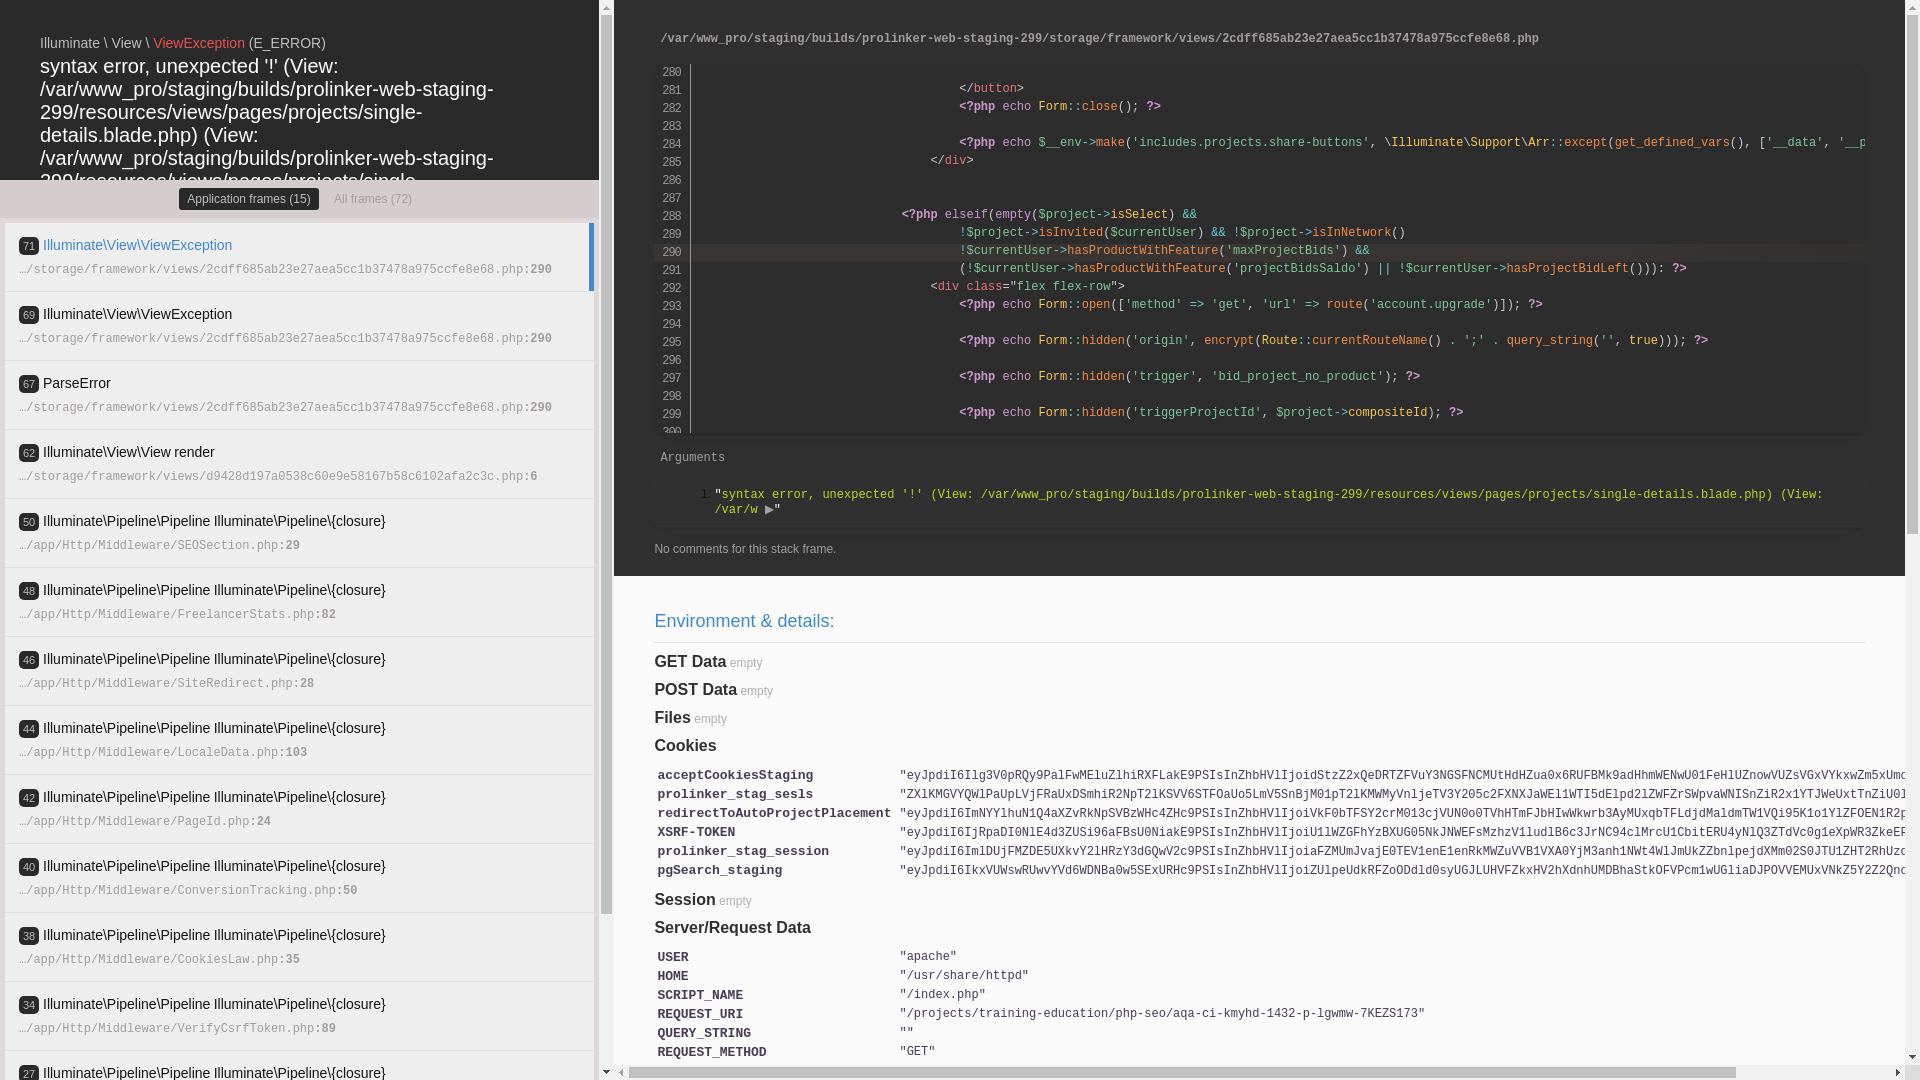 Illuminate \ View \ ViewException (E_ERROR)
syntax error, unexpected '!' (View:
/var/www_pro/staging/builds/prolinker-web-staging-
299/resources/views/pages/projects/single-
details.blade.php) (View:
/var/www_pro/staging/builds/prolinker-web-staging-
299/resources/views/pages/projects/single-
Application frames (15) All frames (72)
71 Illuminate\View\ViewException
…/storage/framework/views/2cdff685ab23e27aea5cc1b37478a975ccfe8e68.php:290
69 Illuminate\View\ViewException
…/storage/framework/views/2cdff685ab23e27aea5cc1b37478a975ccfe8e68.php:290
67 ParseError
…/storage/framework/views/2cdff685ab23e27aea5cc1b37478a975ccfe8e68.php:290
62 Illuminate\View\View render
…/storage/framework/views/d9428d197a0538c60e9e58167b58c6102afa2c3c.php:6
50 Illuminate\Pipeline\Pipeline Illuminate\Pipeline\{closure}
…/app/Http/Middleware/SEOSection.php:29
48 Illuminate\Pipeline\Pipeline Illuminate\Pipeline\{closure}
…/app/Http/Middleware/FreelancerStats.php:82
46 Illuminate\Pipeline\Pipeline Illuminate\Pipeline\{closure}
…/app/Http/Middleware/SiteRedirect.php:28
44 Illuminate\Pipeline\Pipeline Illuminate\Pipeline\{closure}
…/app/Http/Middleware/LocaleData.php:103
42 Illuminate\Pipeline\Pipeline Illuminate\Pipeline\{closure}
…/app/Http/Middleware/PageId.php:24
40 Illuminate\Pipeline\Pipeline Illuminate\Pipeline\{closure}
…/app/Http/Middleware/ConversionTracking.php:50
38 Illuminate\Pipeline\Pipeline Illuminate\Pipeline\{closure}
…/app/Http/Middleware/CookiesLaw.php:35
34 Illuminate\Pipeline\Pipeline Illuminate\Pipeline\{closure}
…/app/Http/Middleware/VerifyCsrfToken.php:89
27 Illuminate\Pipeline\Pipeline Illuminate\Pipeline\{closure}
/var/www_pro/staging/builds/prolinker-web-staging-299/storage/framework/views/2cdff685ab23e27aea5cc1b37478a975ccfe8e68.php
280
281 </button>
282 <?php echo Form::close(); ?>
283
284 <?php echo $__env->make('includes.projects.share-buttons', \Illuminate\Support\Arr::except(get_defined_vars(), ['__data', '__p
285 </div>
286
287
288 <?php elseif(empty($project->isSelect) &&
289 !$project->isInvited($currentUser) && !$project->isInNetwork()
290 !$currentUser->hasProductWithFeature('maxProjectBids') &&
291 (!$currentUser->hasProductWithFeature('projectBidsSaldo') || !$currentUser->hasProjectBidLeft())): ?>
292 <div class="flex flex-row">
293 <?php echo Form::open(['method' => 'get', 'url' => route('account.upgrade')]); ?>
294
295 <?php echo Form::hidden('origin', encrypt(Route::currentRouteName() . ';' . query_string('', true))); ?>
296
297 <?php echo Form::hidden('trigger', 'bid_project_no_product'); ?>
298
299 <?php echo Form::hidden('triggerProjectId', $project->compositeId); ?>
300
Arguments
1. "syntax error, unexpected '!' (View: /var/www_pro/staging/builds/prolinker-web-staging-299/resources/views/pages/projects/single-details.blade.php) (View:
/var/w ▶"
No comments for this stack frame.
Environment & details:
GET Data empty
POST Data empty
Files empty
Cookies
acceptCookiesStaging
prolinker_stag_sesls
redirectToAutoProjectPlacement
XSRF-TOKEN
prolinker_stag_session
pgSearch_staging
Session empty
Server/Request Data
USER "apache"
HOME "/usr/share/httpd"
SCRIPT_NAME "/index.php"
REQUEST_URI "/projects/training-education/php-seo/aqa-ci-kmyhd-1432-p-lgwmw-7KEZS173"
QUERY_STRING ""
REQUEST_METHOD "GET"